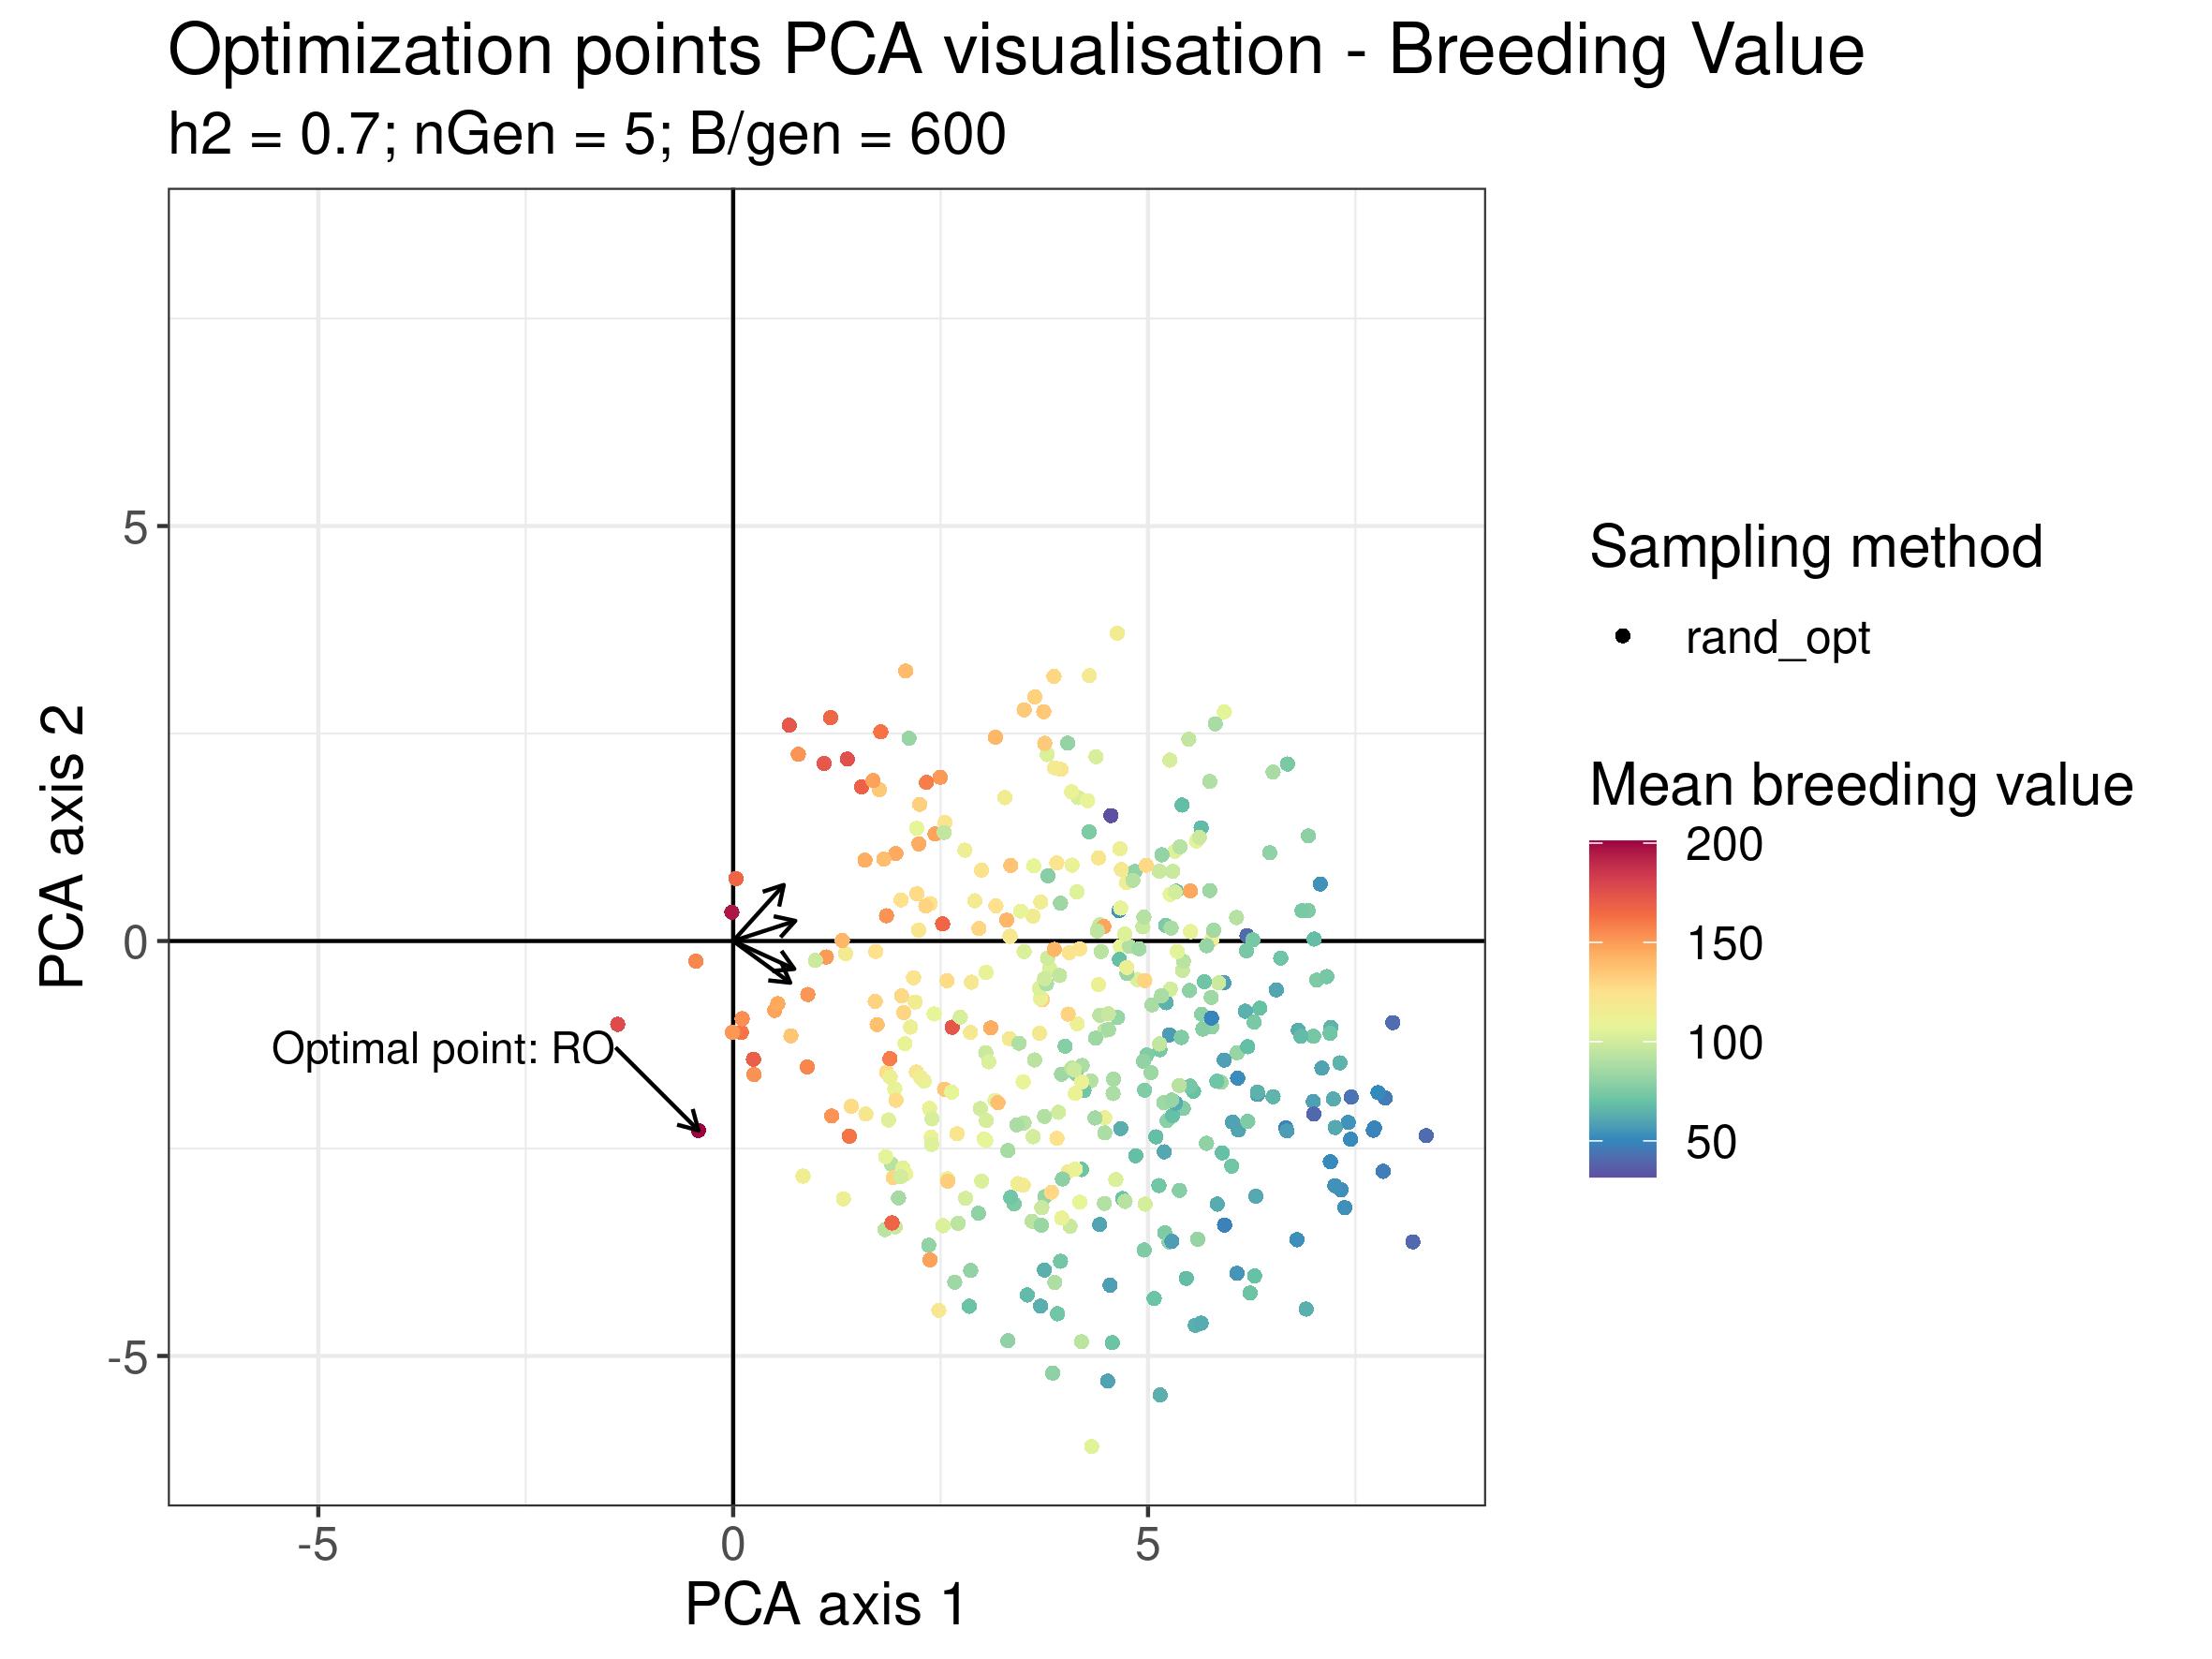 Optimization points PCA visualisation - Breeding Value
h2 = 0.7; nGen = 5; B/gen = 600
PCA axis 2
5
0
-5
Optimal point: RO
-5
0
5
PCA axis 1
Sampling method
rand_opt
Mean breeding value
200
150
100
50